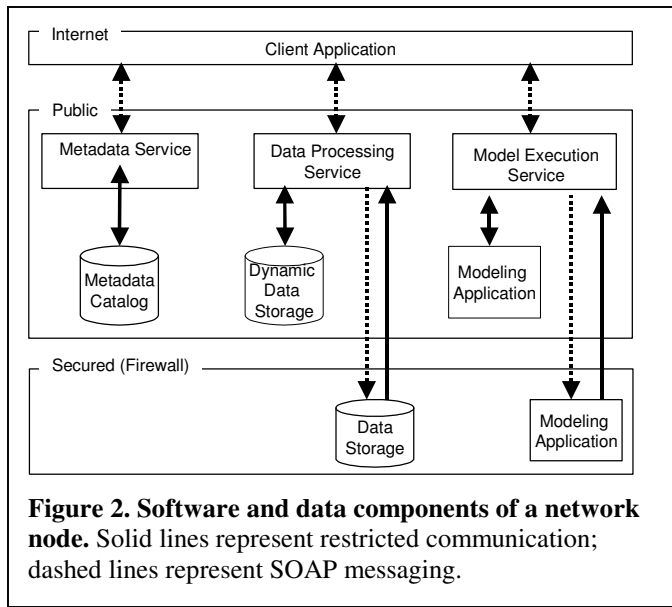 Internet
Client Application
Public
Metadata Service
Data Processing
Service
Model Execution
Service
Metadata
Catalog
Dynamic
Data
Storage
Modeling
Application
Secured (Firewall)
Data
Storage
Modeling
Application
Figure 2. Software and data components of a network
node. Solid lines represent restricted communication;
dashed lines represent SOAP messaging.